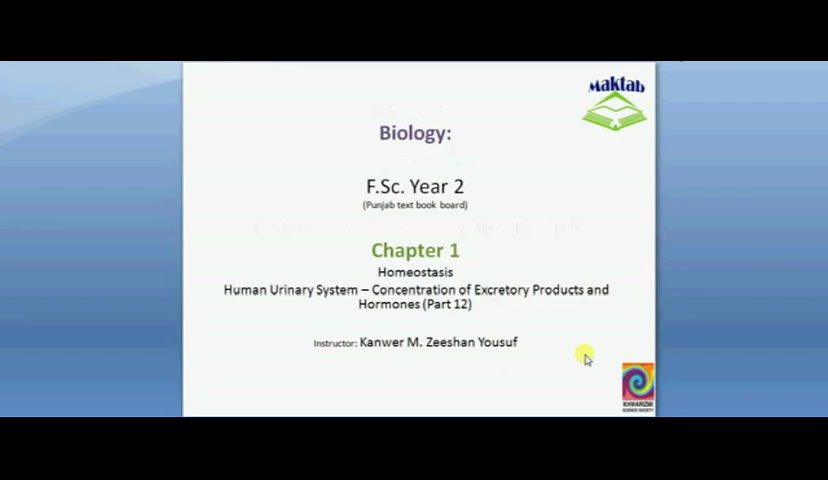 Maktab
Biology:
F.Sc. Year 2
(Punjab text book board)
Chapter 1
Homeostasis
Human Urinary System – Concentration of Excretory Products and
Hormones (Part 12)
Instructor: Kanwer M. Zeeshan Yousuf
KHWARIZMI
SCIENCE SOCIETY